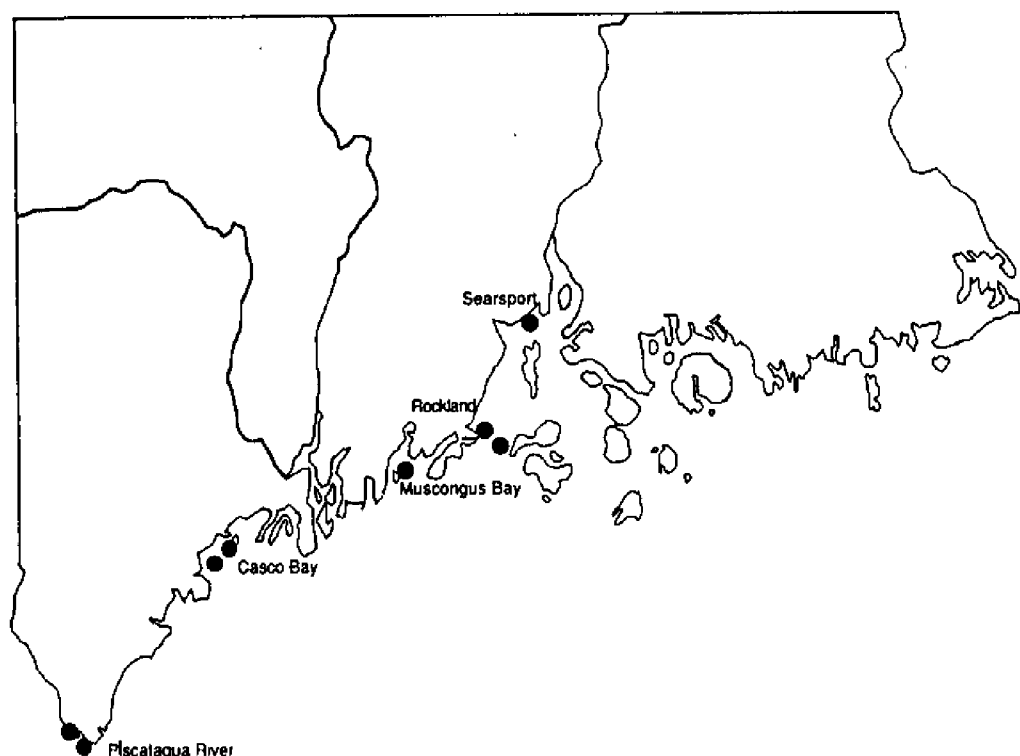 Searsport
Rockland
Muscongus Bay
Casco Bay
Piscataqua River